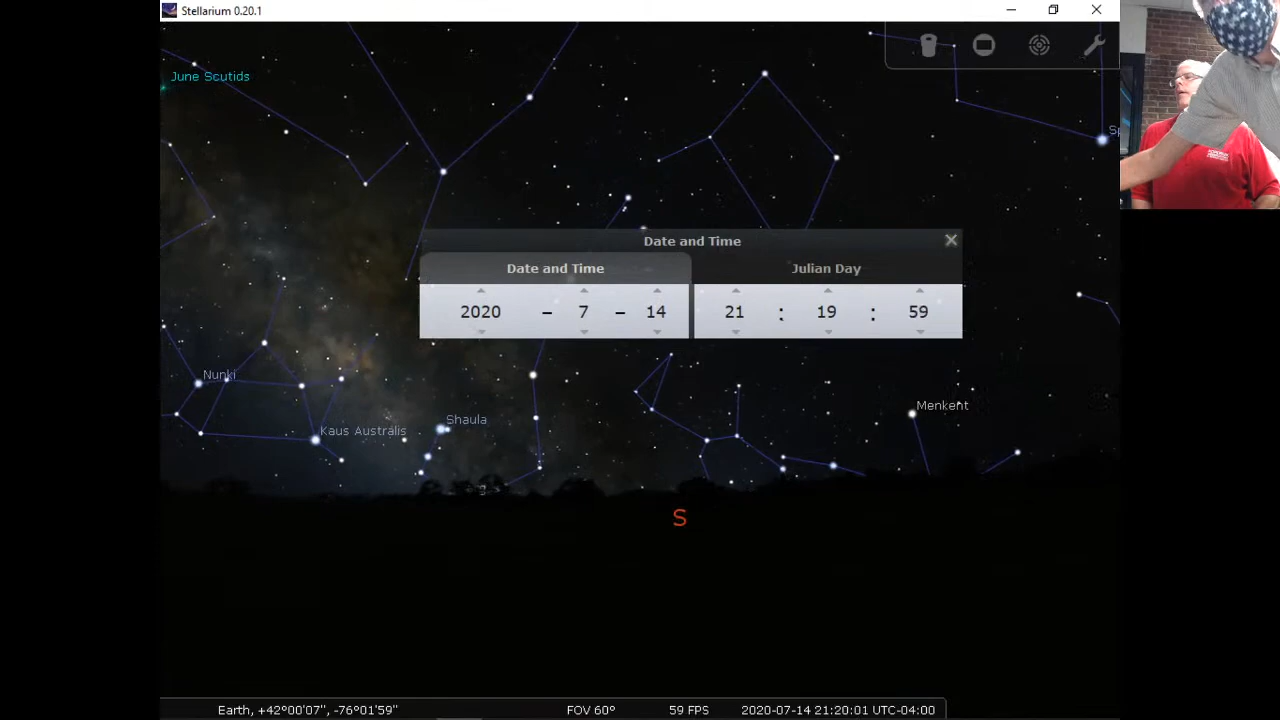 Stellarium 0.20.1
June Scutids
Sp
Date and Time
Date and Time
Julian Day
2020 – 7 – 14
21 : 19 : 59
Nunki
Kaus Australis
Shaula
Menkent
S
Earth, +42°00'07", -76°01'59"
FOV 60°
59 FPS
2020-07-14 21:20:01 UTC-04:00